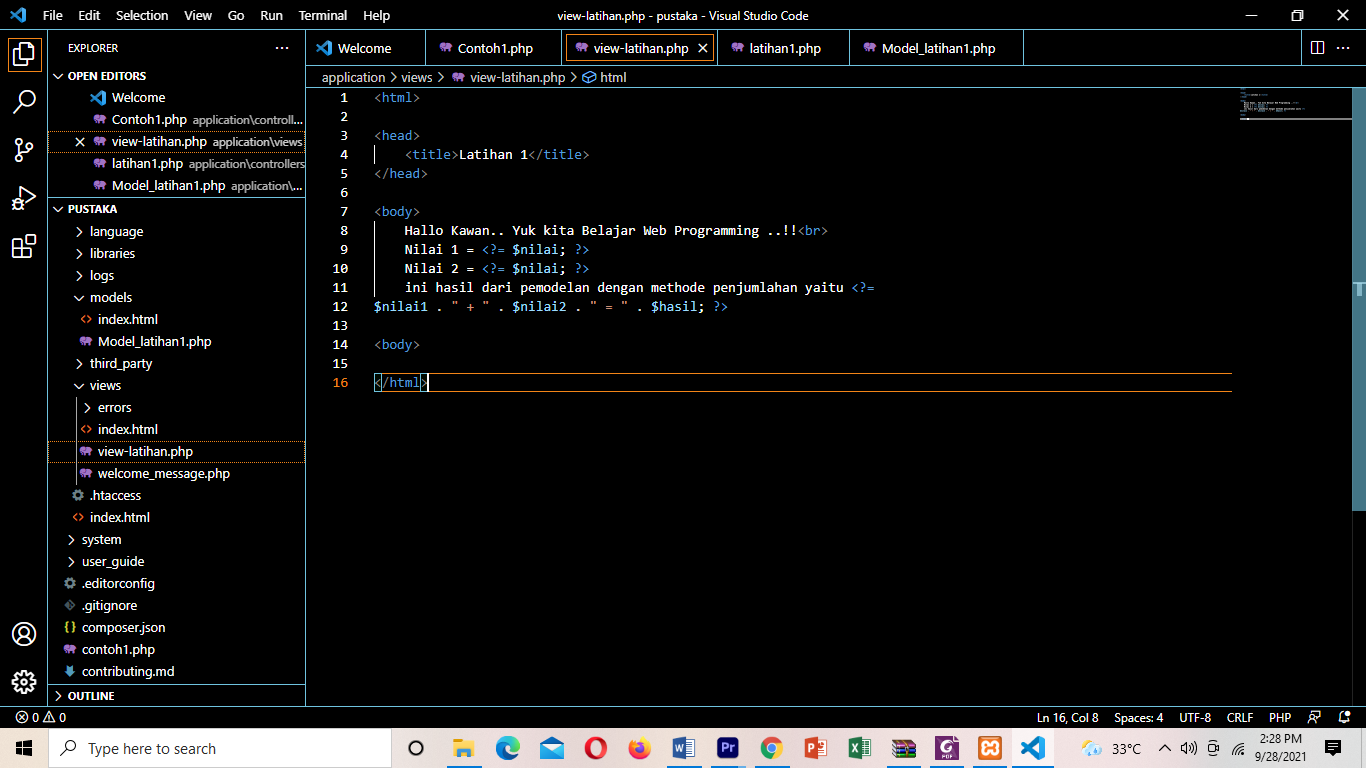 File Edit Selection View Go Run Terminal Help
view-latihan.php - pustaka - Visual Studio Code
EXPLORER
OPEN EDITORS
Welcome
Contoh1.php application\controll...
view-latihan.php application\views
latihan1.php application\controllers
Model_latihan1.php application\...
PUSTAKA
language
libraries
logs
models
index.html
Model_latihan1.php
third_party
views
errors
index.html
view-latihan.php
welcome_message.php
.htaccess
index.html
system
user_guide
.editorconfig
.gitignore
composer.json
contoh1.php
contributing.md
OUTLINE
Welcome Contoh1.php view-latihan.php latihan1.php Model_latihan1.php
application > views > view-latihan.php > html
1 <html>
2
3 <head>
4 <title>Latihan 1</title>
5 </head>
6
7 <body>
8 Hallo Kawan.. Yuk kita Belajar Web Programming ..!!<br>
9 Nilai 1 = <?= $nilai; ?>
10 Nilai 2 = <?= $nilai; ?>
11 ini hasil dari pemodelan dengan methode penjumlahan yaitu <?=
12 $nilai1 . " + " . $nilai2 . " = " . $hasil; ?>
13
14 <body>
15
16 </html>
0 0
Ln 16, Col 8 Spaces: 4 UTF-8 CRLF PHP
Type here to search
33°C
2:28 PM
9/28/2021